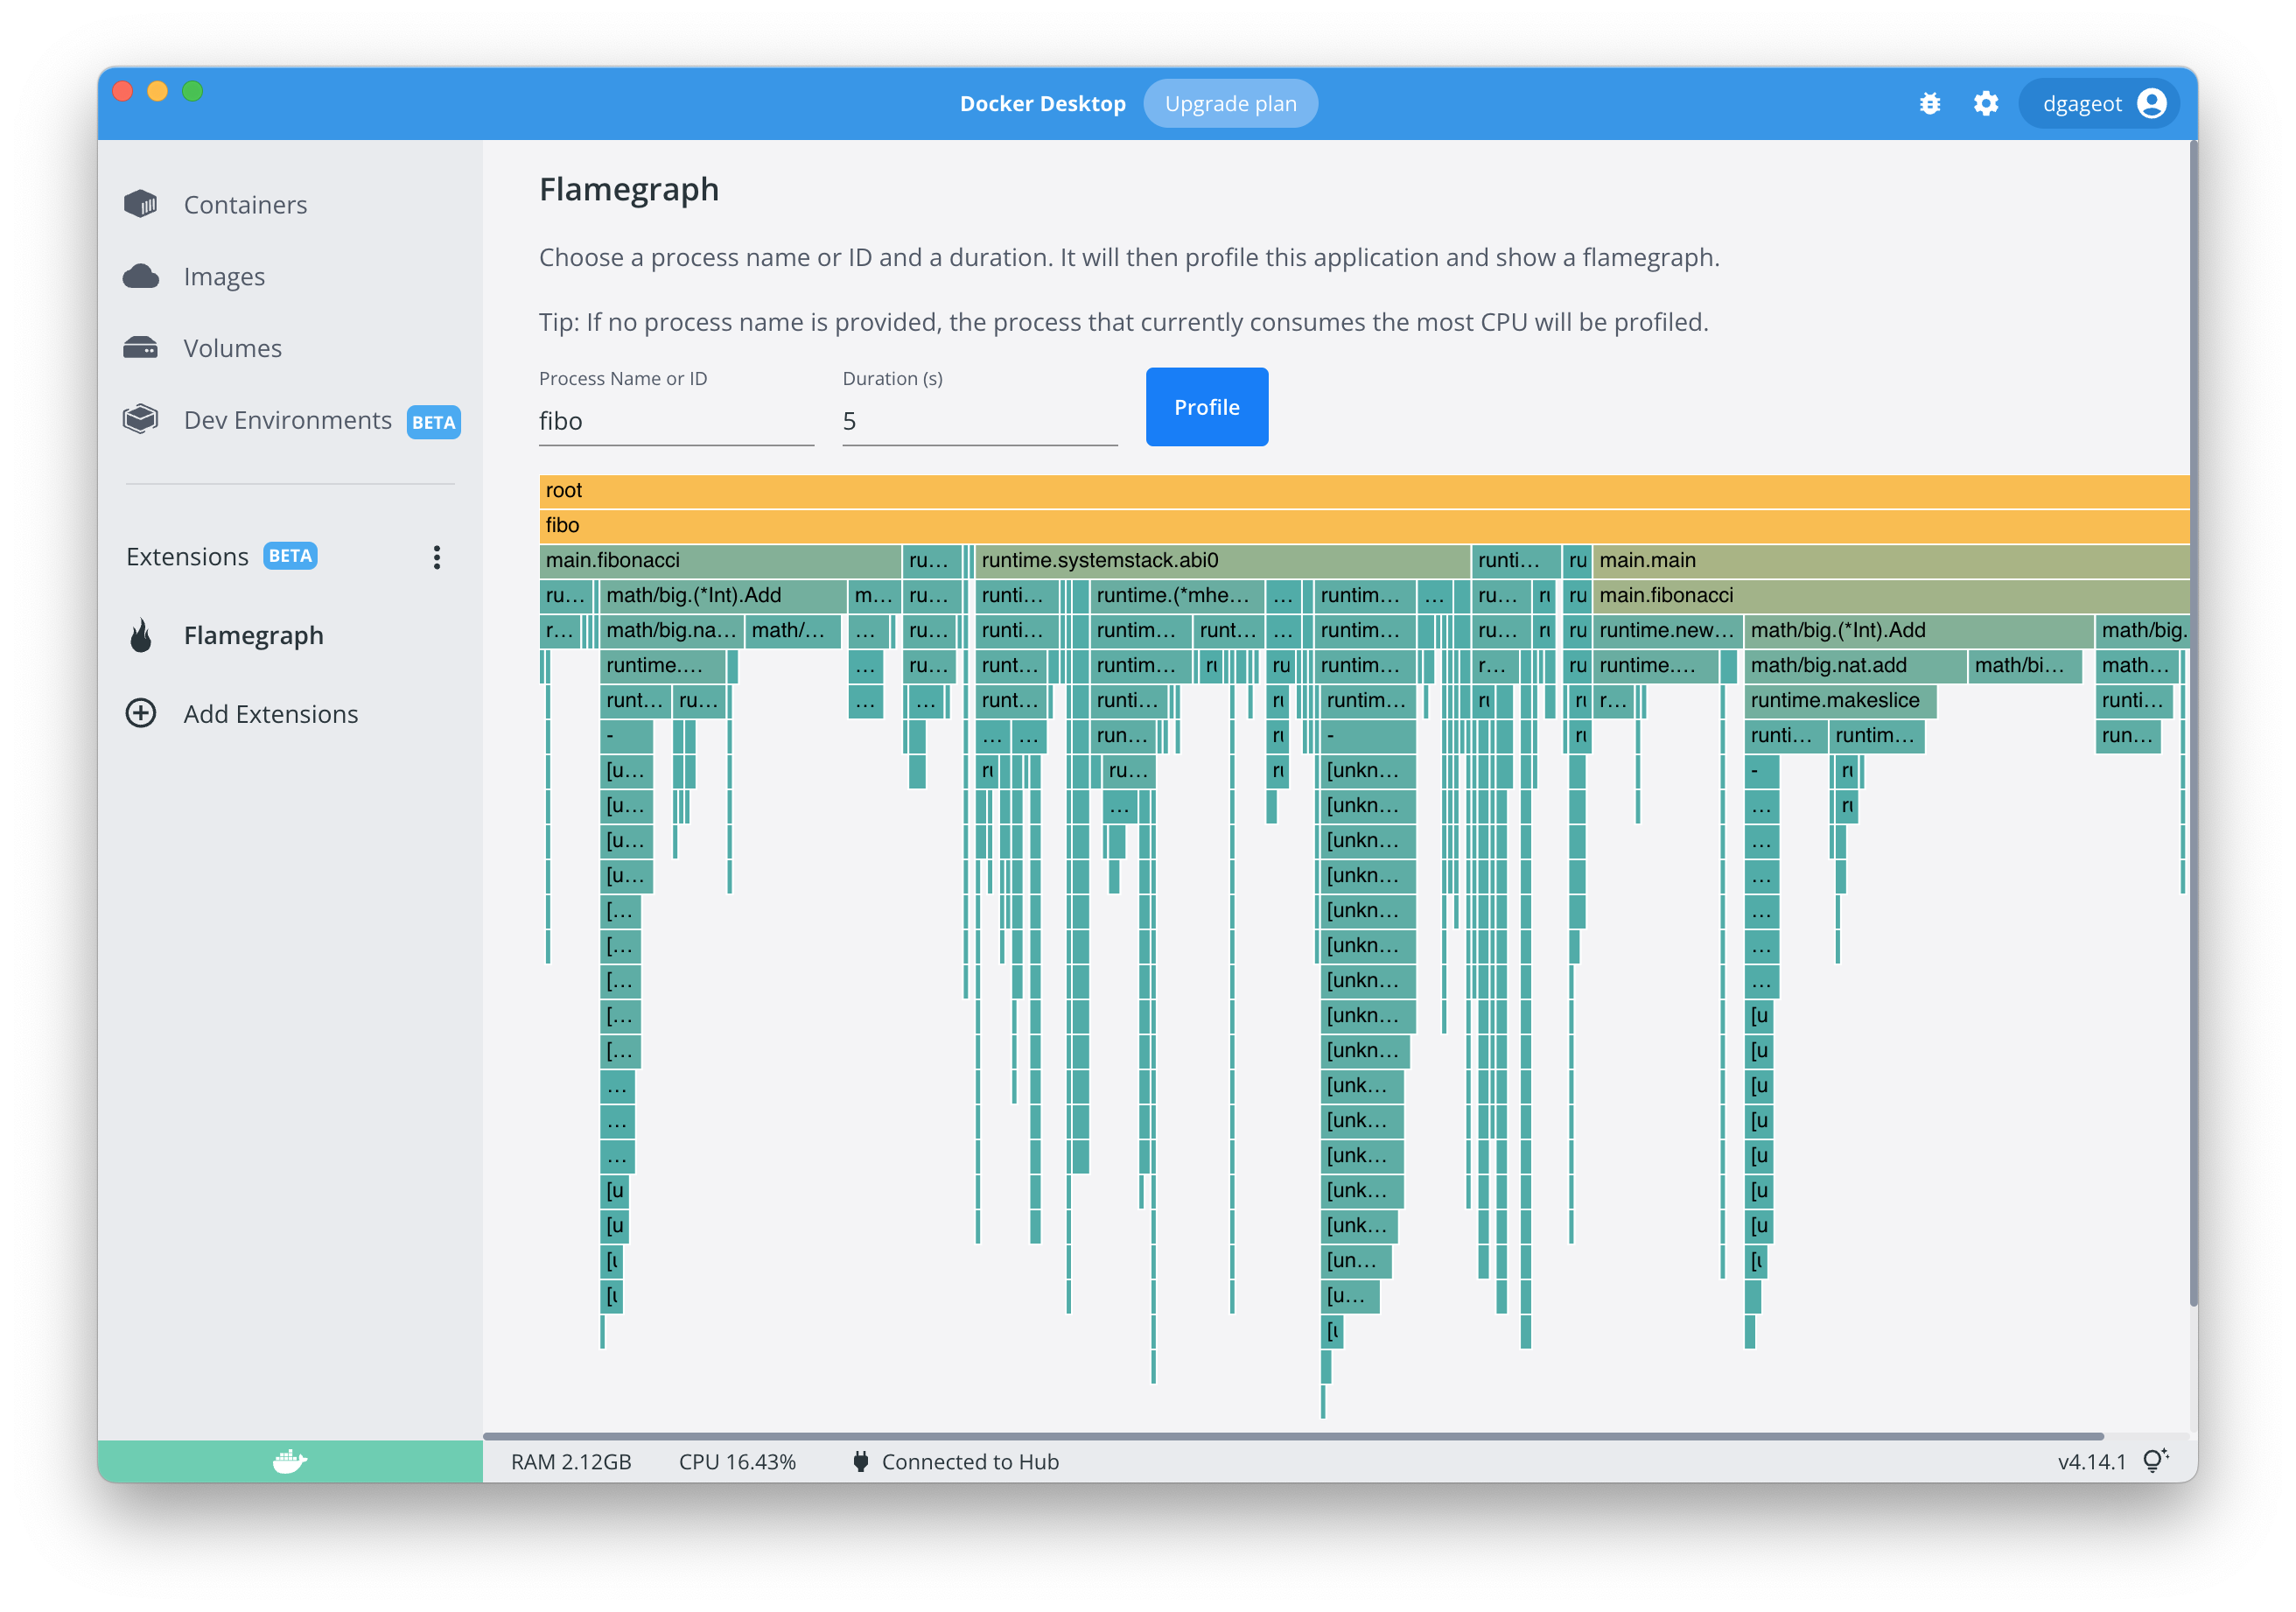 Docker Desktop Upgrade plan dgageot
Containers
Images
Volumes
Dev Environments BETA
Extensions BETA
Flamegraph
Add Extensions
Flamegraph
Choose a process name or ID and a duration. It will then profile this application and show a flamegraph.
Tip: If no process name is provided, the process that currently consumes the most CPU will be profiled.
Process Name or ID Duration (s)
fibo 5 Profile
root
fibo
main.fibonacci ru... runtime.systemstack.abi0 runti... ru main.main
ru... math/big.(*Int).Add m... ru... runti... runtime.(*mhe... ... runtim... ... ru... ru main.fibonacci
r... math/big.na... math/... ... ru... runti... runtim... runt... ... runtim... ru... ru runtime.new... math/big.(*Int).Add math/big.
runtime.... ... ru... runt... runtim... ru runtim... r... ru runtime.... math/big.nat.add math/bi... math...
runt... ru... ... ... runt... runti... runtim... r... runtime.makeslice runti...
- ... ... run... - runti... runtim... run...
[u... ru... [unkn... -
[u... ... [unkn... ...
[u... [unkn... ...
[u... [unkn... ...
[... [unkn... ...
[... [unkn... ...
[... [unkn... ...
[... [unkn... [u
[... [unkn... [u
... [unk... [u
... [unk... [u
... [unk... [u
[u [unk... [u
[u [unk... [u
[un...
[u...
RAM 2.12GB CPU 16.43% Connected to Hub v4.14.1